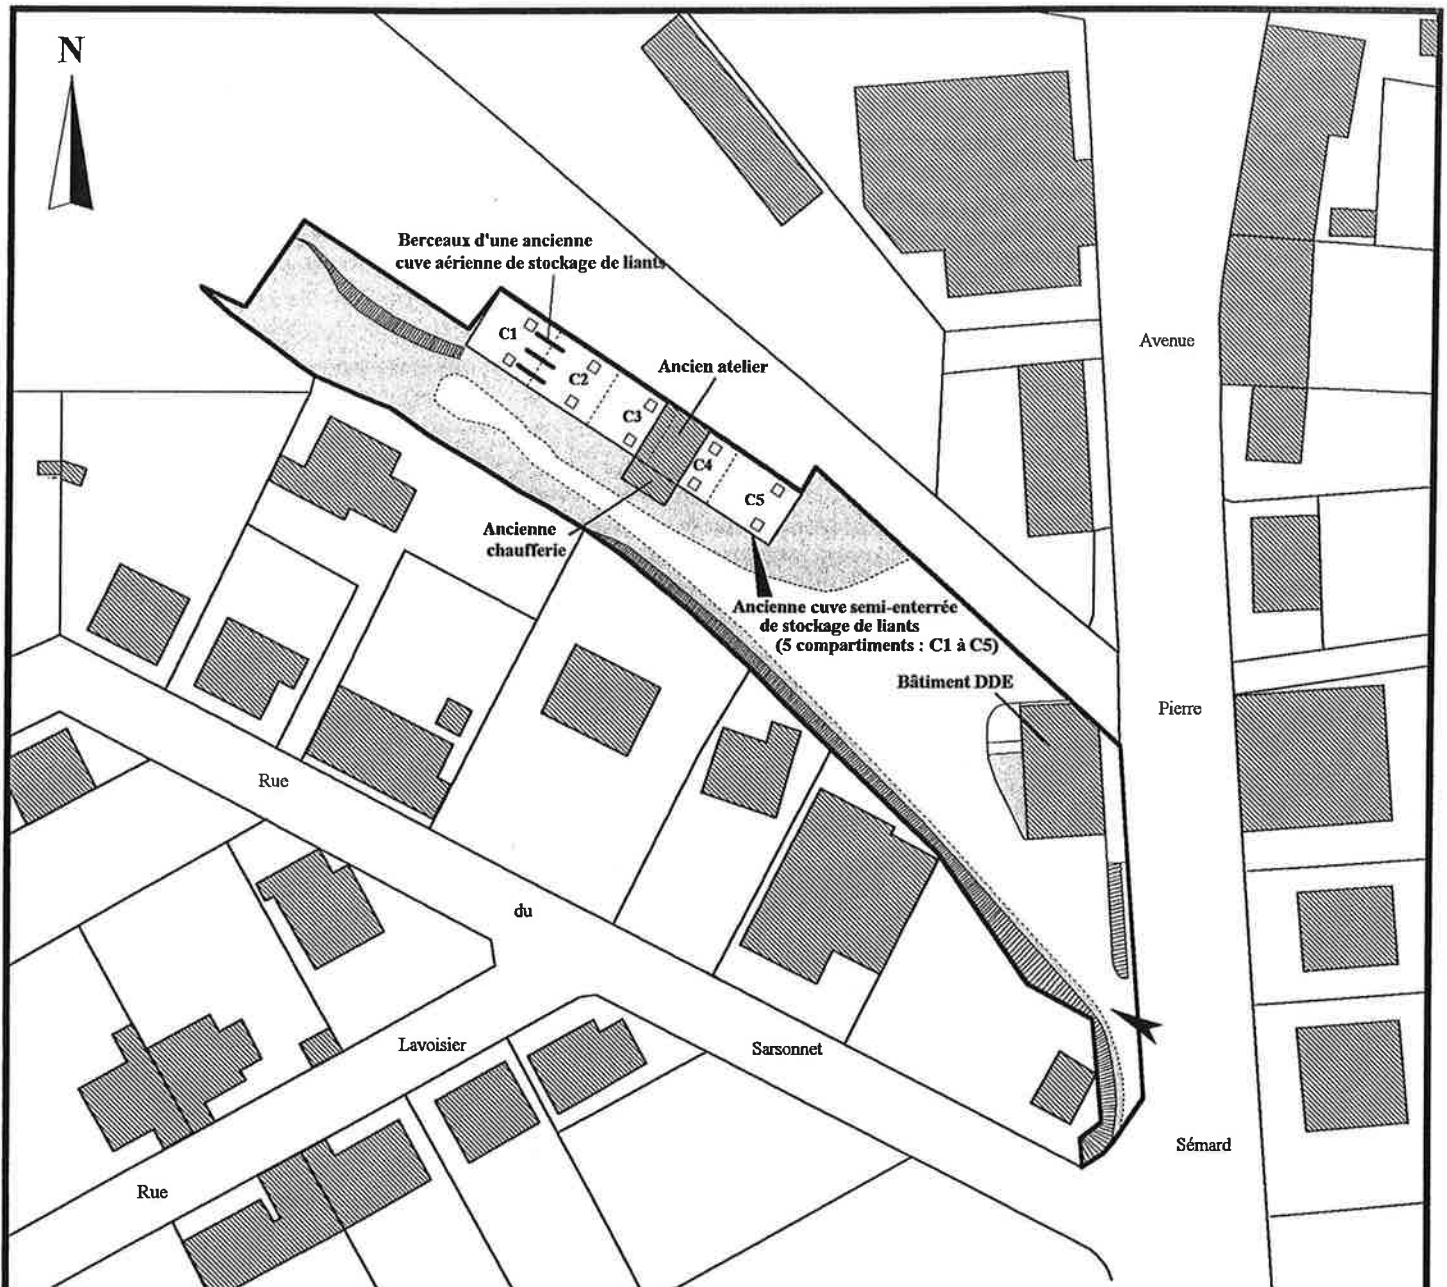 N
Berceaux d'une ancienne
cuve aérienne de stockage de liants
C1
C2
C3
Ancien atelier
C4
C5
Avenue
Ancienne
chaufferie
Ancienne cuve semi-enterrée
de stockage de liants
(5 compartiments : C1 à C5)
Bâtiment DDE
Pierre
Rue
du
Lavoisier
Sarsonnet
Sémard
Rue